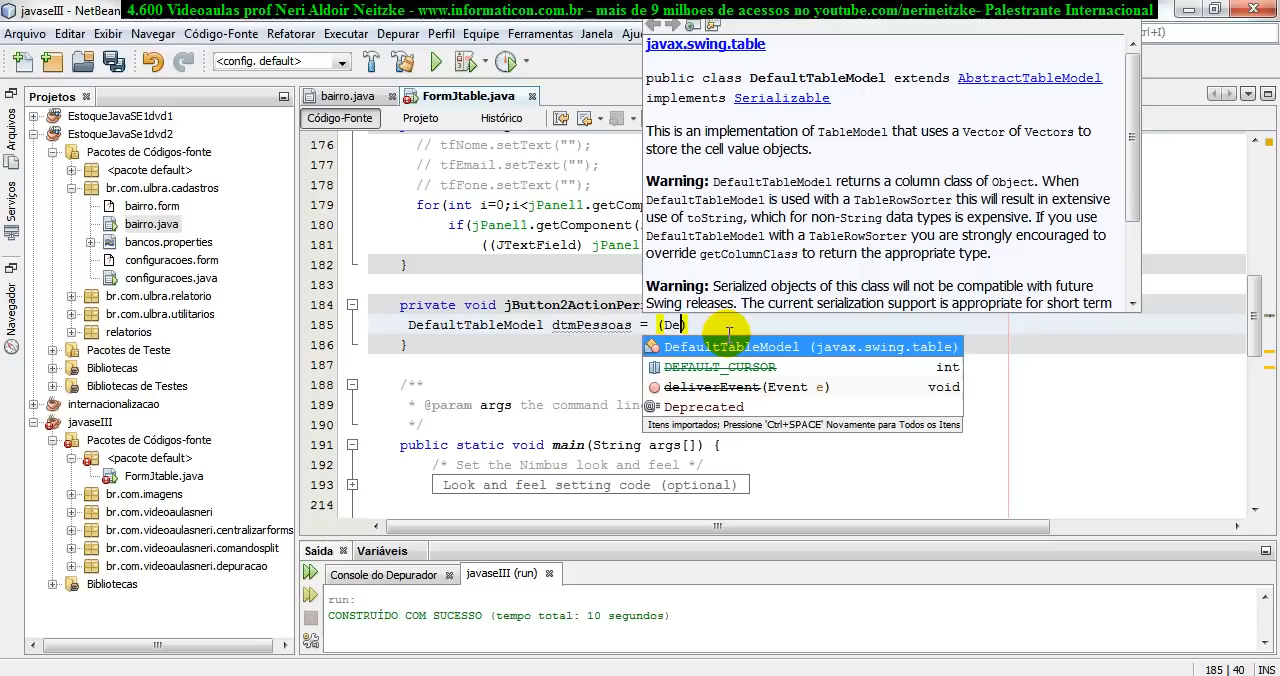 javaseIII - NetBean
4.600 Videoaulas prof Neri Aldoir Neitzke - www.informaticon.com.br - mais de 9 milhoes de acessos no youtube.com/nerineitzke- Palestrante Internacional
Arquivo Editar Exibir Navegar Código-Fonte Refatorar Executar Depurar Equipe Ferramentas Janela
<config. default>
Projetos
EstoqueJavaSE1dvd1
EstoqueJavaSE1dvd2
Pacotes de Códigos-fonte
<pacote default>
br.com.ulbra.cadastros
bairro.form
bairro.java
bancos.properties
configuracoes.form
configuracoes.java
br.com.ulbra.relatorio
br.com.ulbra.utilitarios
relatorios
Pacotes de Teste
Bibliotecas
Bibliotecas de Testes
internacionalizacao
javaseIII
Pacotes de Códigos-fonte
<pacote default>
FormJtable.java
br.com.imagens
br.com.videoaulasneri
br.com.videoaulasneri.centralizarforms
br.com.videoaulasneri.comandosplit
br.com.videoaulasneri.depuracao
Bibliotecas
Arquivos
Serviços
Navegador
bairro.java FormJtable.java
Código-Fonte Projeto Histórico
176 // tfNome.setText("");
177 // tfEmail.setText("");
178 // tfFone.setText("");
179 for(int i=0;i<jPanel1.getCompo
180 if(jPanel1.getComponent(i
181 ((JTextField) jPanel1
182 }
183
184 private void jButton2ActionPer
185 DefaultTableModel dtmPessoas = (De)
186 }
187
188 /**
189 * @param args the command lin
190 */
191 public static void main(String args[]) {
192 /* Set the Nimbus look and feel */
193 Look and feel setting code (optional)
214
javax.swing.table
public class DefaultTableModel extends AbstractTableModel
implements Serializable
This is an implementation of TableModel that uses a Vector of Vectors to
store the cell value objects.
Warning: DefaultTableModel returns a column class of Object. When
DefaultTableModel is used with a TableRowSorter this will result in extensive
use of toString, which for non-String data types is expensive. If you use
DefaultTableModel with a TableRowSorter you are strongly encouraged to
override getColumnClass to return the appropriate type.
Warning: Serialized objects of this class will not be compatible with future
Swing releases. The current serialization support is appropriate for short term
DefaultTableModel (javax.swing.table)
DEFAULT_CURSOR int
deliverEvent(Event e) void
Deprecated
Itens importados; Pressione 'Ctrl+SPACE' Novamente para Todos os Itens
Saída Variáveis
Console do Depurador javaseIII (run)
run:
CONSTRUÍDO COM SUCESSO (tempo total: 10 segundos)
185 | 40 INS